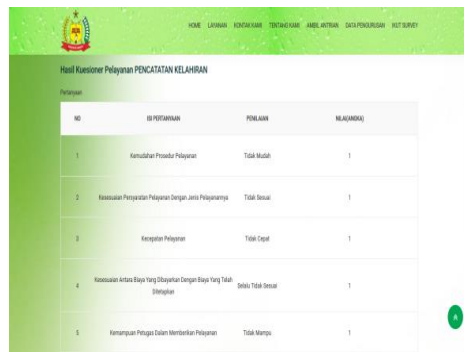 HOME LAYANAN KONTAK KAMI TENTANG KAMI AMBIL ANTRIAN DATA PENGURUSAN IKUT SURVEY
Hasil Kuesioner Pelayanan PENCATATAN KELAHIRAN
Pertanyaan
NO ISI PERTANYAAN PENILAIAN NILAI(ANGKA)
1 Kemudahan Prosedur Pelayanan Tidak Mudah 1
2 Kesesuaian Persyaratan Pelayanan Dengan Jenis Pelayanannya Tidak Sesuai 1
3 Kecepatan Pelayanan Tidak Cepat 1
4 Kesesuaian Antara Biaya Yang Dibayarkan Dengan Biaya Yang Telah Ditetapkan Selalu Tidak Sesuai 1
5 Kemampuan Petugas Dalam Memberikan Pelayanan Tidak Mampu 1